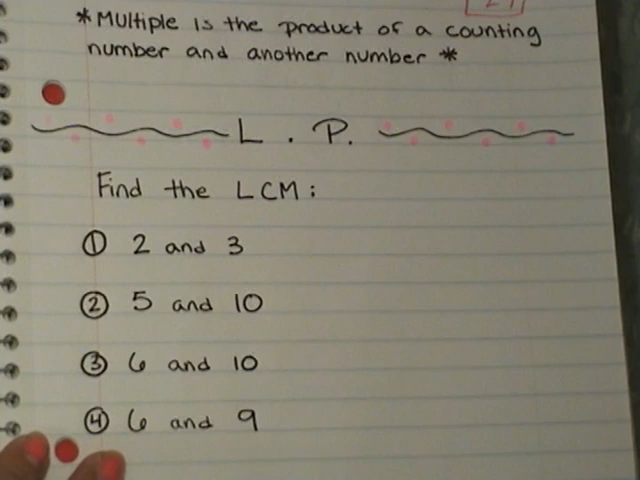 *Multiple is the product of a counting
number and another number *
L . P.
Find the LCM:
① 2 and 3
② 5 and 10
③ 6 and 10
④ 6 and 9